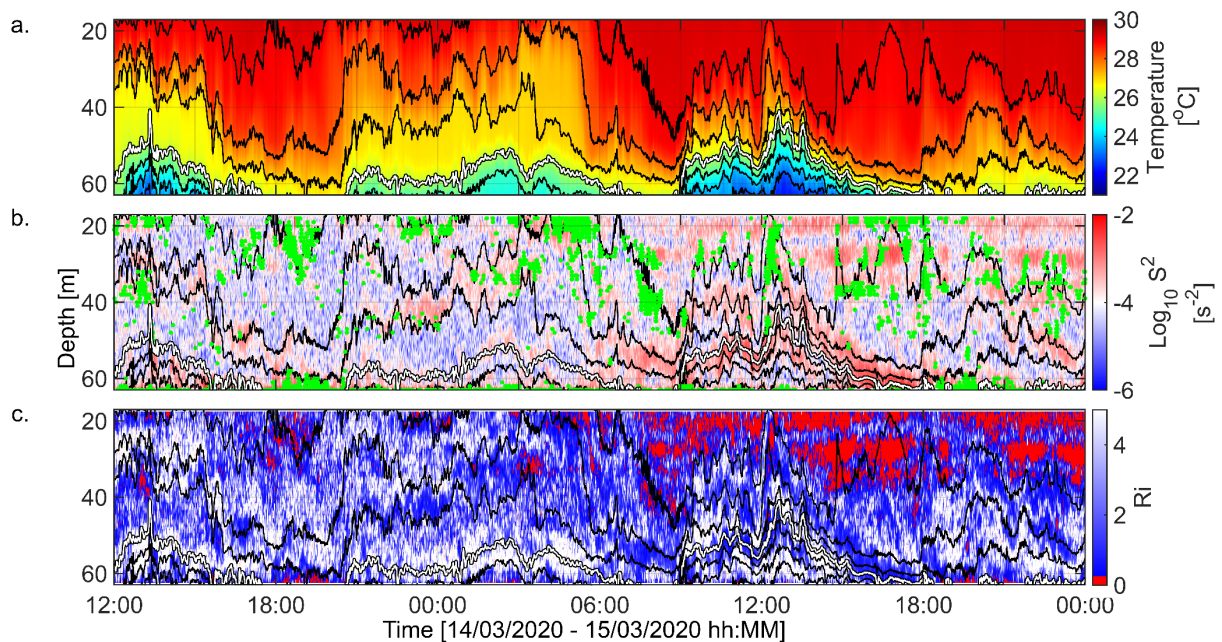 a.
20
40
60
30
28
26
24
22
Temperature
[°C]
b.
20
40
60
Depth [m]
-2
-4
-6
Log10 S2
[s-2]
c.
20
40
60
4
2
0
Ri
12:00 18:00 00:00 06:00 12:00 18:00 00:00
Time [14/03/2020 - 15/03/2020 hh:MM]